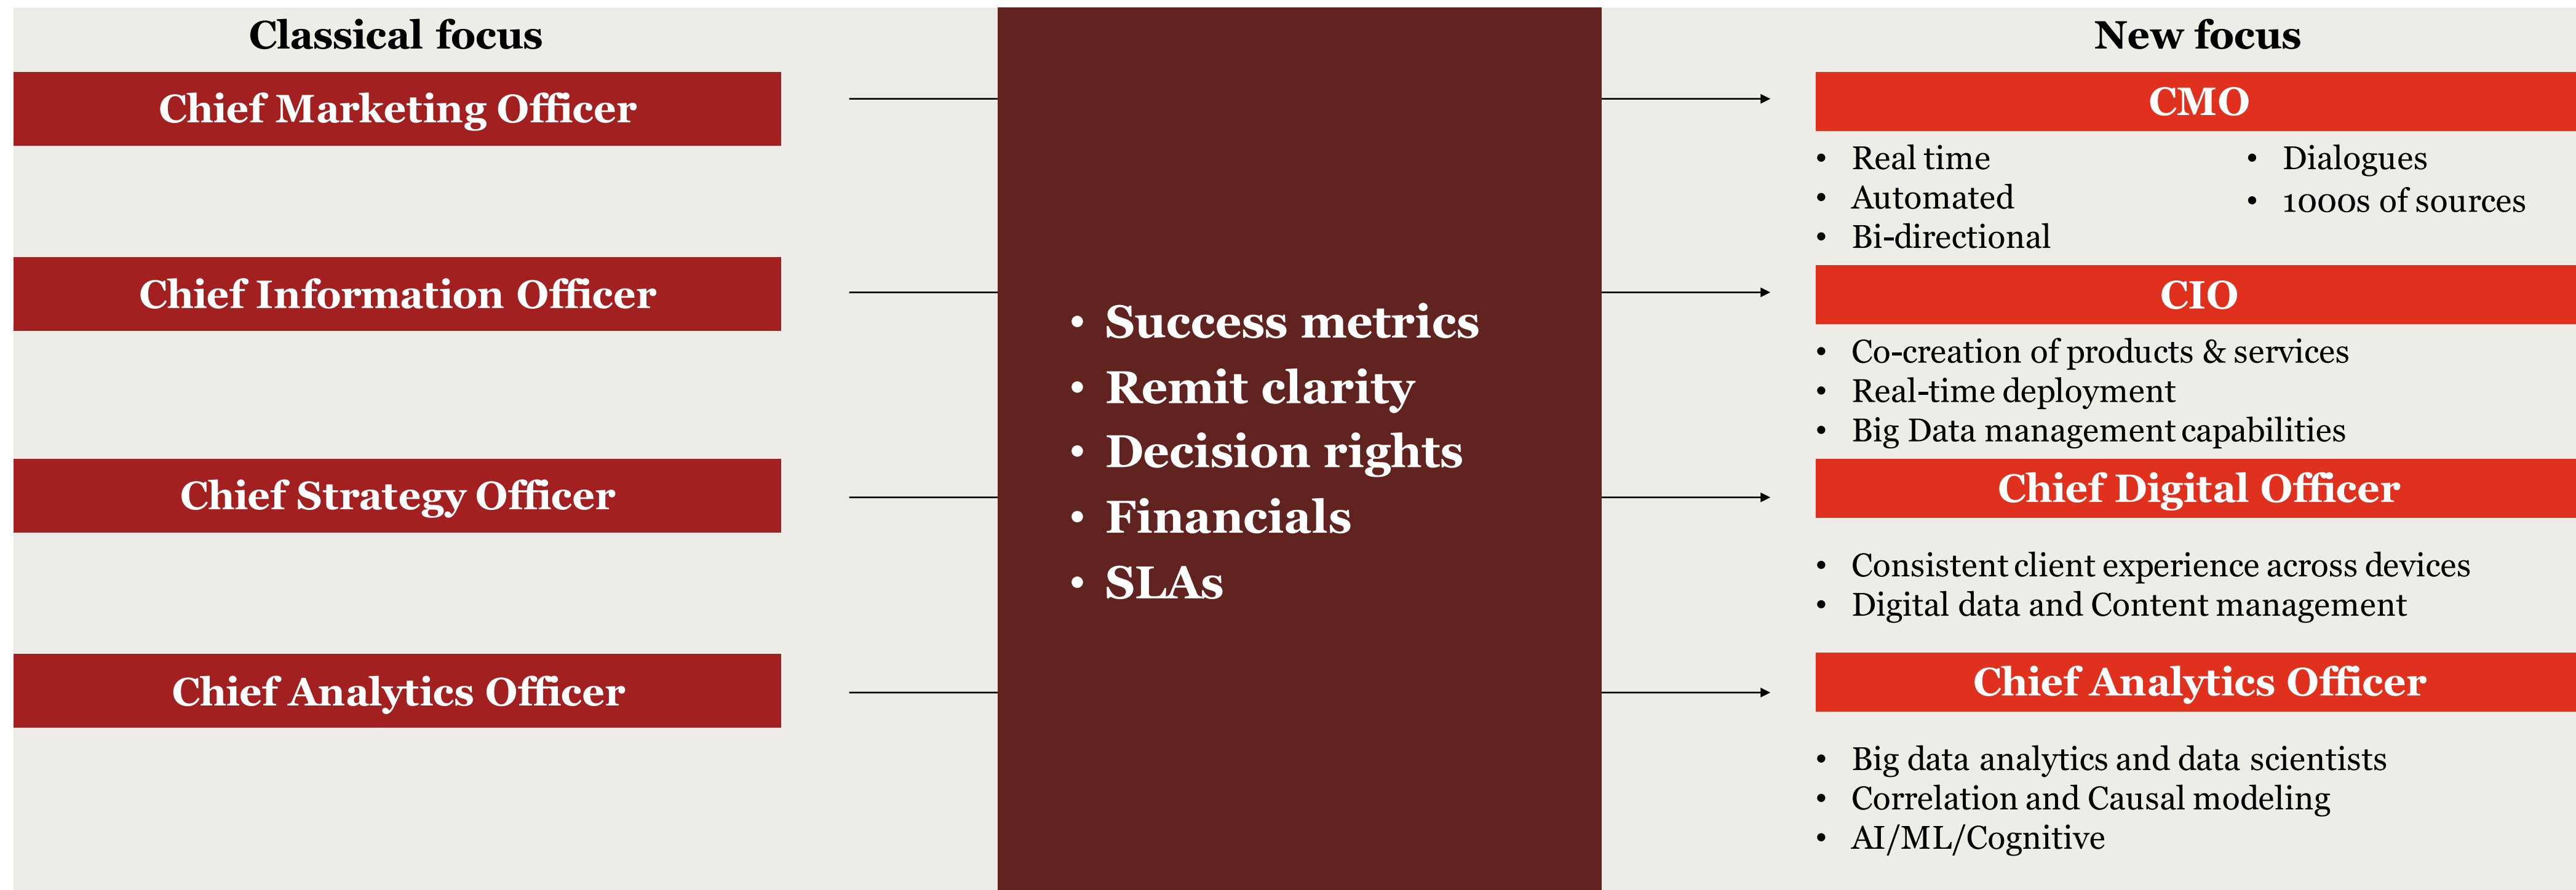 Classical focus
Chief Marketing Officer
Chief Information Officer
Chief Strategy Officer
Chief Analytics Officer
• Success metrics
• Remit clarity
• Decision rights
• Financials
• SLAs
New focus
CMO
• Real time
• Automated
• Bi-directional
• Dialogues
• 1000s of sources
CIO
• Co-creation of products & services
• Real-time deployment
• Big Data management capabilities
Chief Digital Officer
• Consistent client experience across devices
• Digital data and Content management
Chief Analytics Officer
• Big data analytics and data scientists
• Correlation and Causal modeling
• AI/ML/Cognitive